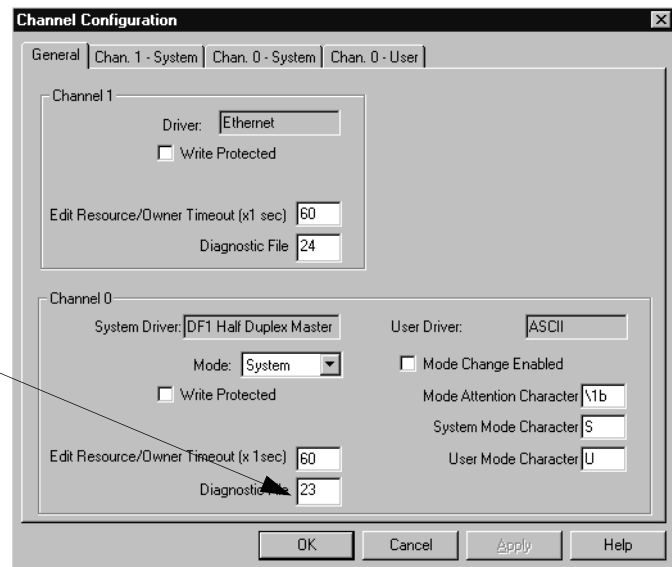 Channel Configuration
General Chan. 1 - System Chan. 0 - System Chan. 0 - User
Channel 1
Driver: Ethernet
Write Protected
Edit Resource/Owner Timeout (x1 sec) 60
Diagnostic File 24
Channel 0
System Driver: DF1 Half Duplex Master User Driver: ASCII
Mode: System Mode Change Enabled
Write Protected Mode Attention Character \1b
System Mode Character S
Edit Resource/Owner Timeout (x 1sec) 60 User Mode Character U
Diagnostic File 23
OK Cancel Apply Help